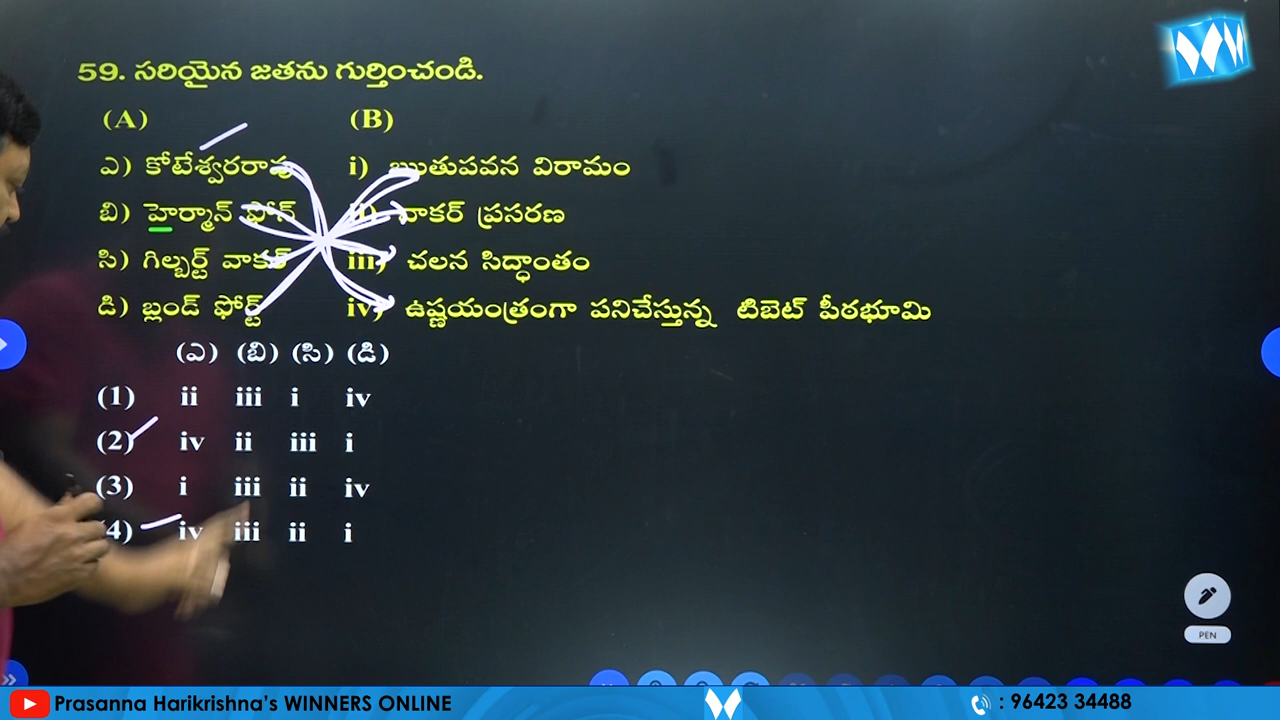 59. సరియైన జతను గుర్తించండి.
(A) (B)
ఎ) కోటేశ్వరరావు i) ఋతుపవన విరామం
బి) హెర్మాన్ ఫోన్ ii) వాకర్ ప్రసరణ
సి) గిల్బర్ట్ వాకర్ iii) చలన సిద్ధాంతం
డి) బ్లండ్ ఫోర్ట్ iv) ఉష్ణయంత్రంగా పనిచేస్తున్న టిబెట్ పీఠభూమి
(ఎ) (బి) (సి) (డి)
(1) ii iii i iv
(2) iv ii iii i
(3) i iii ii iv
(4) iv iii ii i
PEN
Prasanna Harikrishna's WINNERS ONLINE : 96423 34488